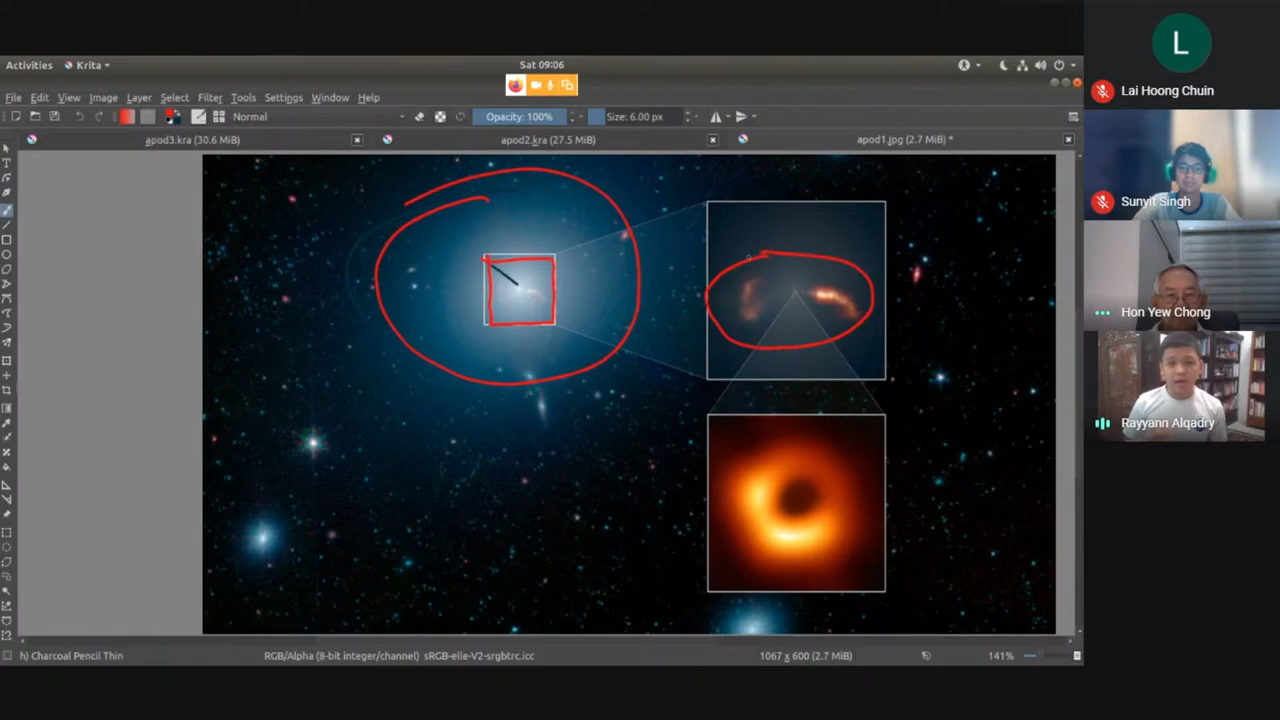 Activities Krita Sat 09:06
File Edit View Image Layer Select Filter Tools Settings Window Help
Normal Opacity: 100% Size: 6.00 px
apod3.kra (30.6 MiB) apod2.kra (27.5 MiB) apod1.jpg (2.7 MiB) *
h) Charcoal Pencil Thin RGB/Alpha (8-bit integer/channel) sRGB-elle-V2-srgbtrc.icc 1067 x 600 (2.7 MiB) 141%
L
Lai Hoong Chuin
Sunyit Singh
Hon Yew Chong
Rayyann Alqadry